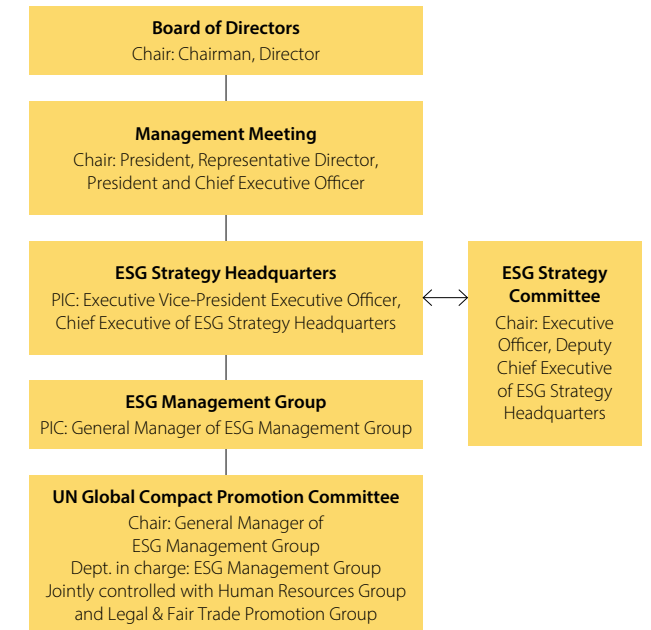 Board of Directors
Chair: Chairman, Director
Management Meeting
Chair: President, Representative Director,
President and Chief Executive Officer
ESG Strategy Headquarters
PIC: Executive Vice-President Executive Officer,
Chief Executive of ESG Strategy Headquarters
ESG Strategy
Committee
Chair: Executive
Officer, Deputy
Chief Executive
of ESG Strategy
Headquarters
ESG Management Group
PIC: General Manager of ESG Management Group
UN Global Compact Promotion Committee
Chair: General Manager of
ESG Management Group
Dept. in charge: ESG Management Group
Jointly controlled with Human Resources Group
and Legal & Fair Trade Promotion Group